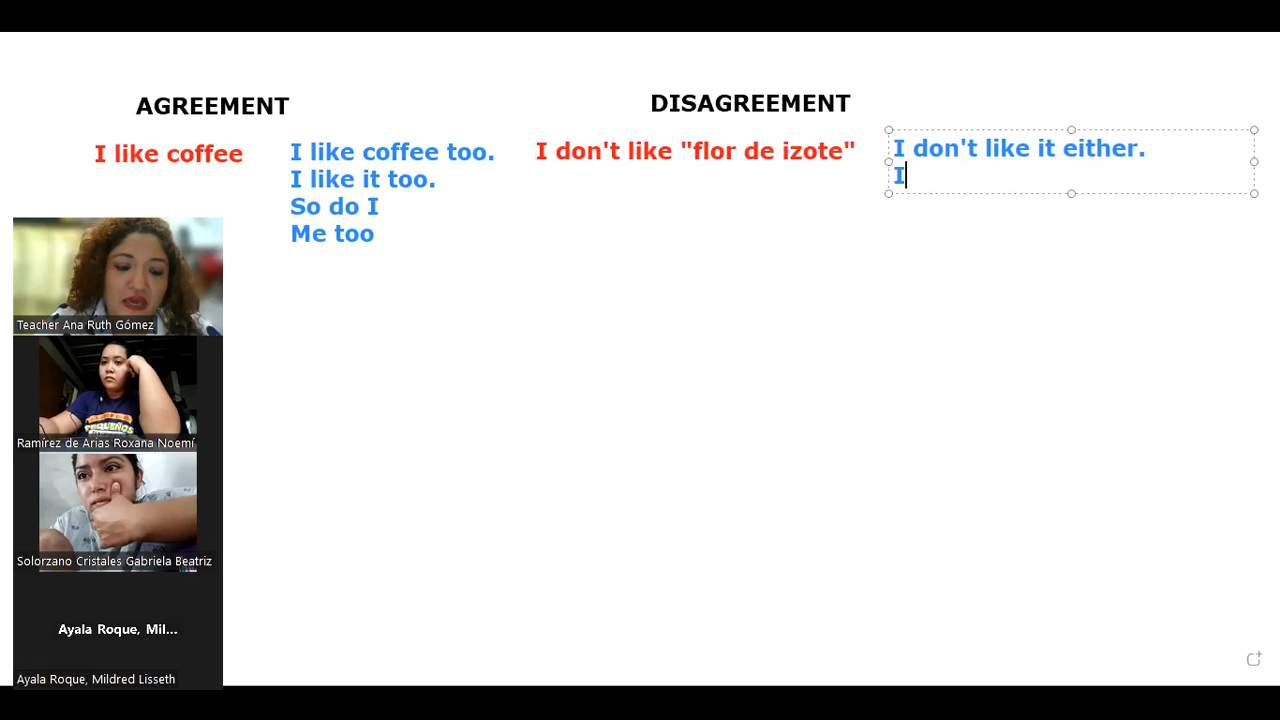 AGREEMENT
I like coffee
I like coffee too.
I like it too.
So do I
Me too
DISAGREEMENT
I don't like "flor de izote"
I don't like it either.
I
Teacher Ana Ruth Gómez
Ramírez de Arias Roxana Noemí
Solorzano Cristales Gabriela Beatriz
Ayala Roque, Mil...
Ayala Roque, Mildred Lisseth